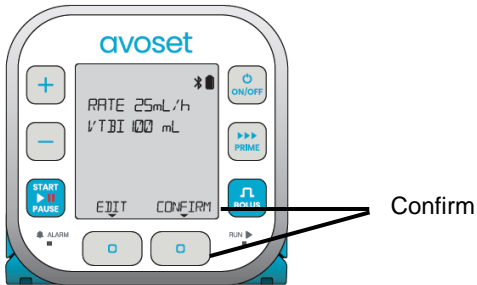 avoset
ON/OFF
RATE 25mL/h
VTBI 100 mL
PRIME
START
PAUSE
EDIT
CONFIRM
BOLUS
Confirm
ALARM
RUN